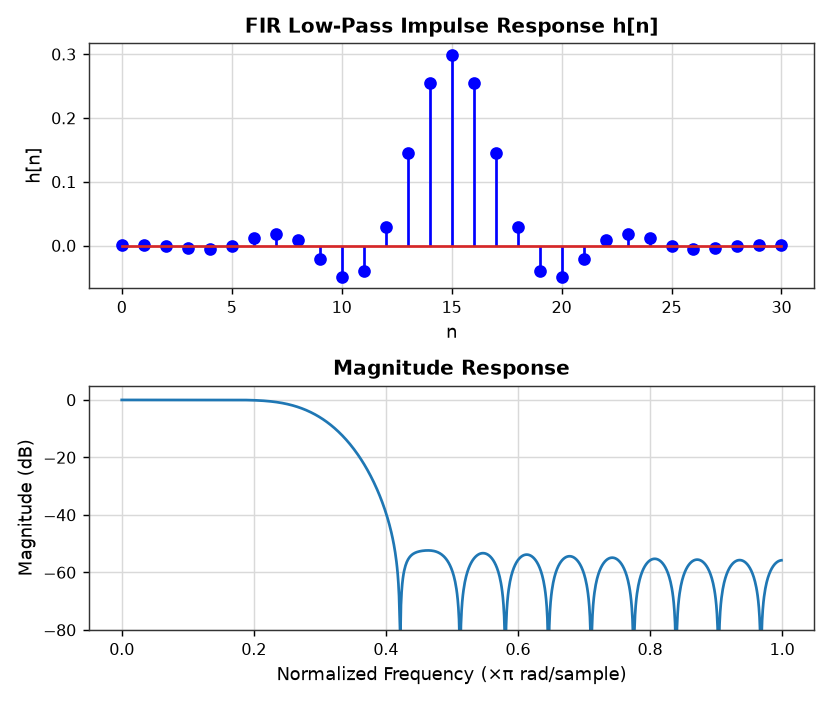 FIR Low-Pass Impulse Response h[n]
0.3
0.2
0.1
0.0
h[n]
0 5 10 15 20 25 30
n
Magnitude Response
0
−20
−40
−60
−80
Magnitude (dB)
0.0 0.2 0.4 0.6 0.8 1.0
Normalized Frequency (×π rad/sample)